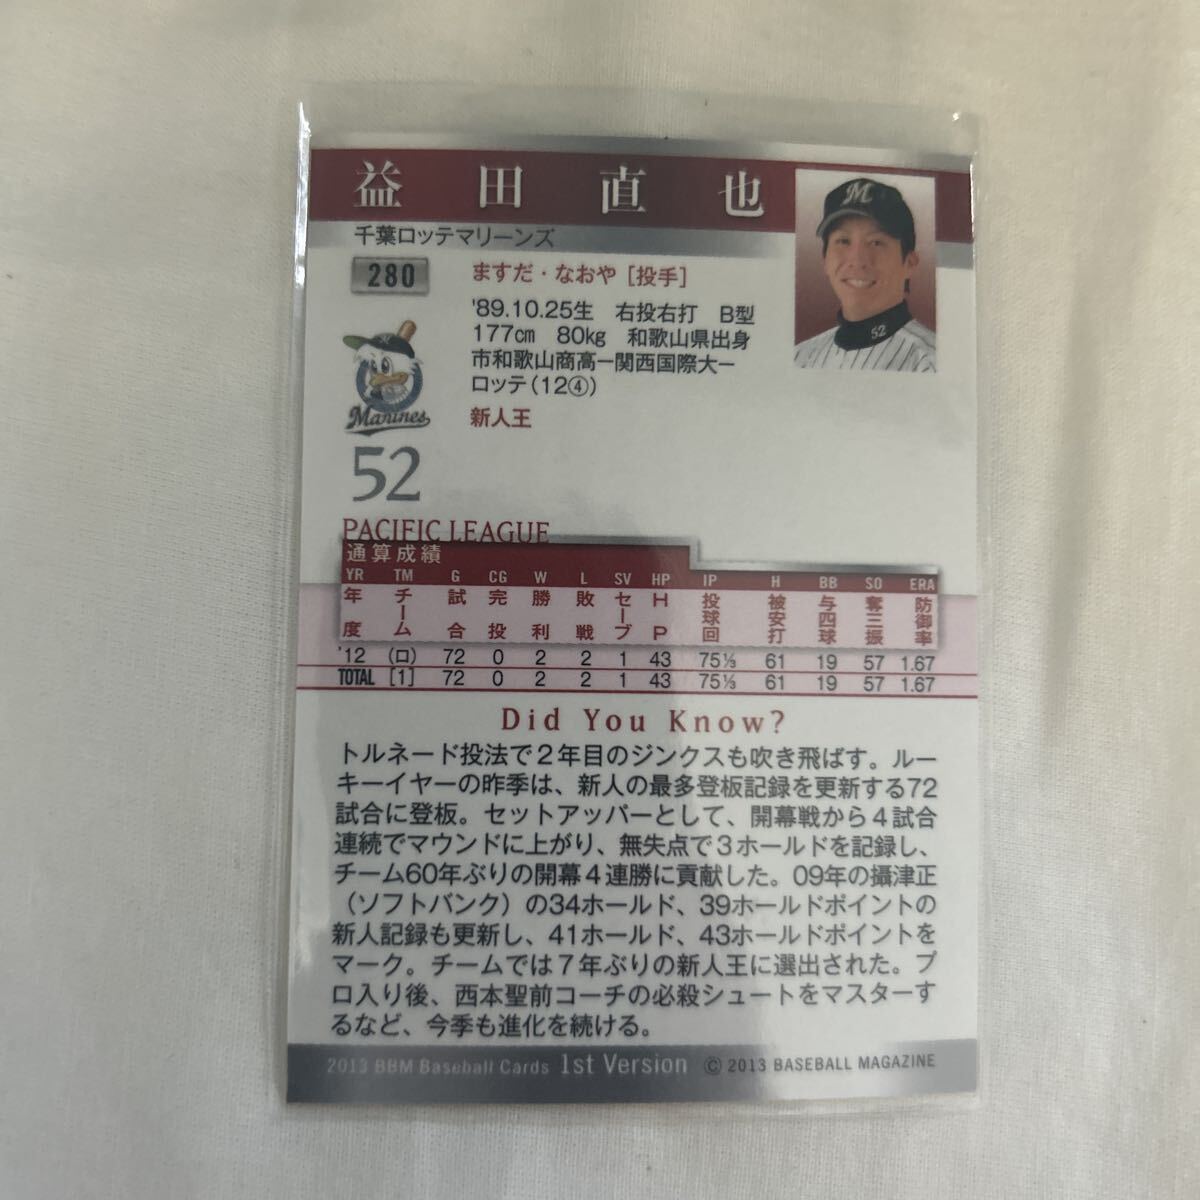 益田直也
M
52
千葉ロッテマリーンズ
280
ますだ・なおや [投手]
'89.10.25生 右投右打 B型
177cm 80kg 和歌山県出身
市和歌山商高ー関西国際大ー
ロッテ(12④)
新人王
Marines
52
PACIFIC LEAGUE
通算成績
YR TM G CG W L SV HP IP H BB SO ERA
年度 チーム 試合 完投 勝利 敗戦 セーブ HP 投球回 被安打 与四球 奪三振 防御率
'12 (ロ) 72 0 2 2 1 43 75⅓ 61 19 57 1.67
TOTAL [1] 72 0 2 2 1 43 75⅓ 61 19 57 1.67
Did You Know?
トルネード投法で2年目のジンクスも吹き飛ばす。ルー
キーイヤーの昨季は、新人の最多登板記録を更新する72
試合に登板。セットアッパーとして、開幕戦から4試合
連続でマウンドに上がり、無失点で3ホールドを記録し、
チーム60年ぶりの開幕4連勝に貢献した。09年の攝津正
(ソフトバンク)の34ホールド、39ホールドポイントの
新人記録も更新し、41ホールド、43ホールドポイントを
マーク。チームでは7年ぶりの新人王に選出された。プ
ロ入り後、西本聖前コーチの必殺シュートをマスターす
るなど、今季も進化を続ける。
2013 BBM Baseball Cards 1st Version © 2013 BASEBALL MAGAZINE